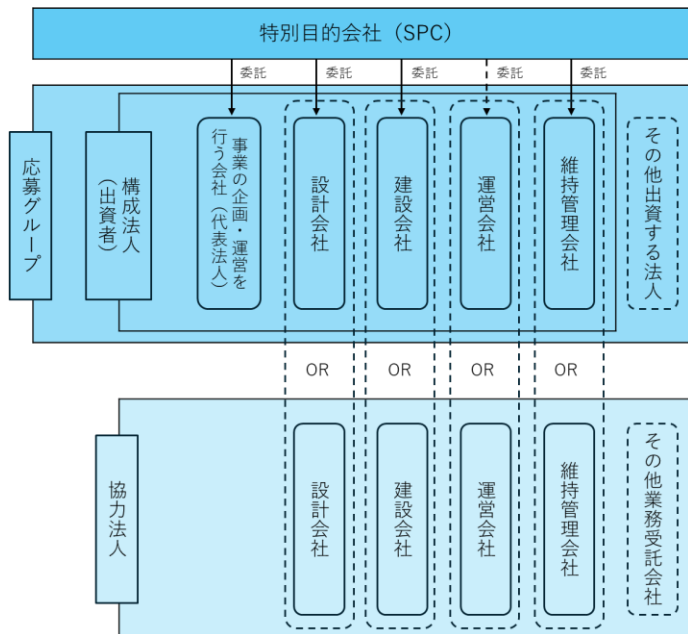 特別目的会社（SPC）
委託
委託
委託
委託
委託
応募グループ
構成法人
（出資者）
事業の企画・運営を
行う会社（代表法人）
設計会社
建設会社
運営会社
維持管理会社
その他出資する法人
OR
OR
OR
OR
協力法人
設計会社
建設会社
運営会社
維持管理会社
その他業務受託会社